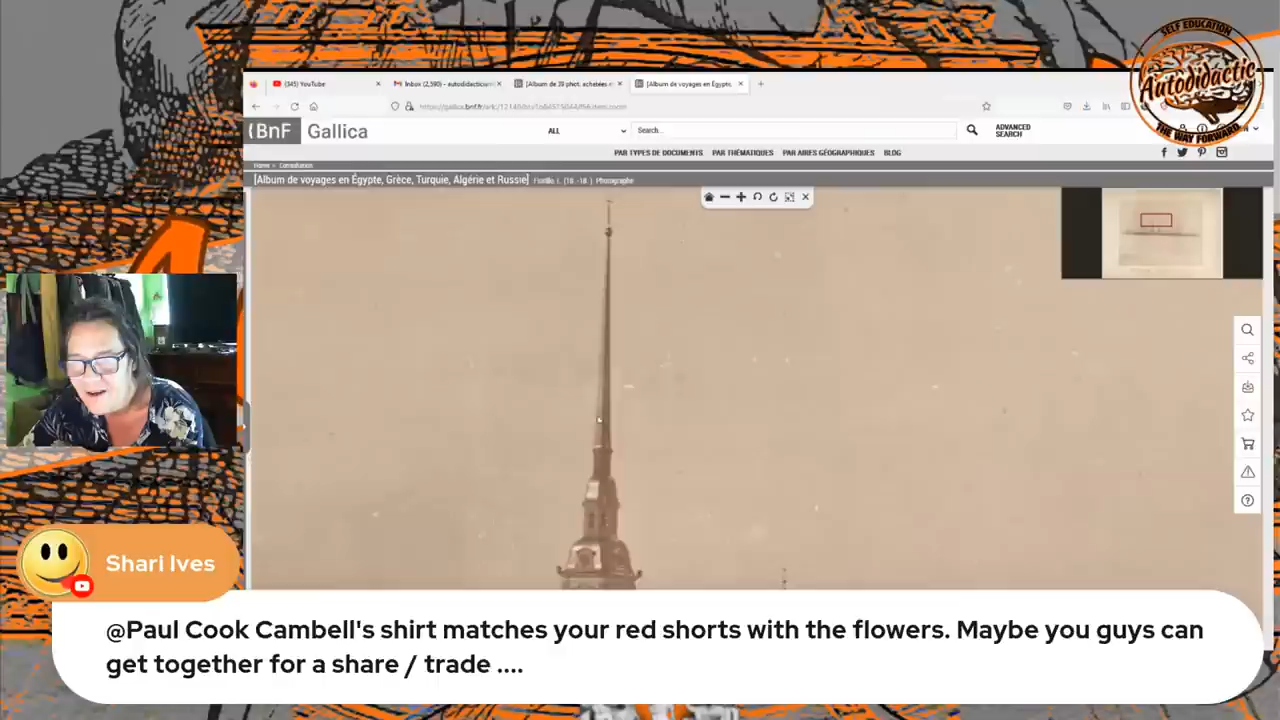 SELF EDUCATION
Autodidactic
THE WAY FORWARD
(345) YouTube
Inbox (2,590) - autodidactic
[Album de 39 phot. achetées e
[Album de voyages en Égypte,
BnF Gallica
ALL
Search...
ADVANCED SEARCH
PAR TYPES DE DOCUMENTS PAR THÉMATIQUES PAR AIRES GÉOGRAPHIQUES BLOG
Home > Consultation
[Album de voyages en Égypte, Grèce, Turquie, Algérie et Russie] Photographe
Shari Ives
@Paul Cook Cambell's shirt matches your red shorts with the flowers. Maybe you guys can
get together for a share / trade ....